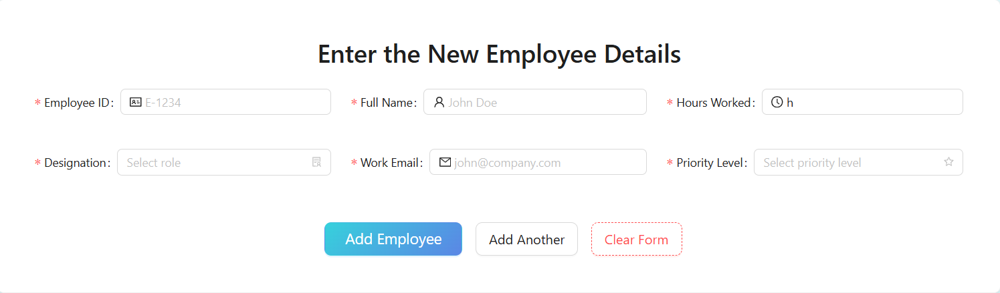 Enter the New Employee Details
* Employee ID: E-1234
* Full Name: John Doe
* Hours Worked: h
* Designation: Select role
* Work Email: john@company.com
* Priority Level: Select priority level
Add Employee
Add Another
Clear Form